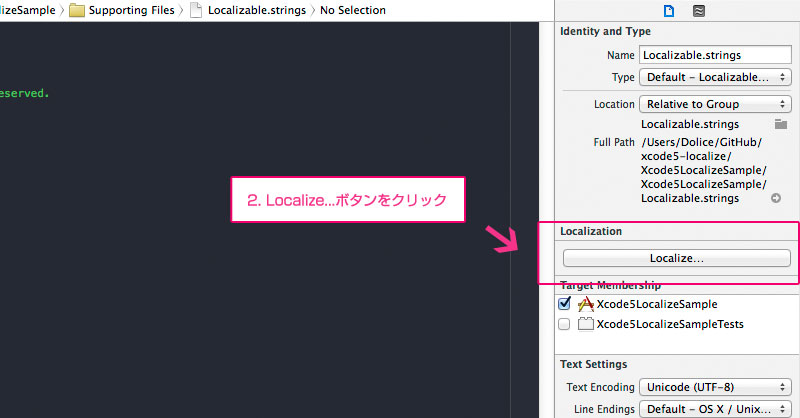 lizeSample 〉 Supporting Files 〉 Localizable.strings 〉 No Selection
eserved.
2. Localize...ボタンをクリック
Identity and Type
Name Localizable.strings
Type Default - Localizable...
Location Relative to Group
Localizable.strings
Full Path /Users/Dolice/GitHub/
xcode5-localize/
Xcode5LocalizeSample/
Xcode5LocalizeSample/
Localizable.strings
Localization
Localize...
Target Membership
Xcode5LocalizeSample
Xcode5LocalizeSampleTests
Text Settings
Text Encoding Unicode (UTF-8)
Line Endings Default - OS X / Unix...